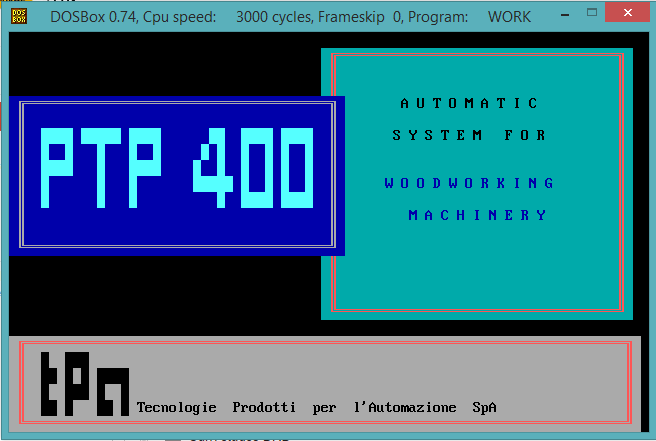 DOSBox 0.74, Cpu speed: 3000 cycles, Frameskip 0, Program: WORK
PTP 400
AUTOMATIC
SYSTEM FOR
WOODWORKING
MACHINERY
tpa
Tecnologie Prodotti per l'Automazione SpA